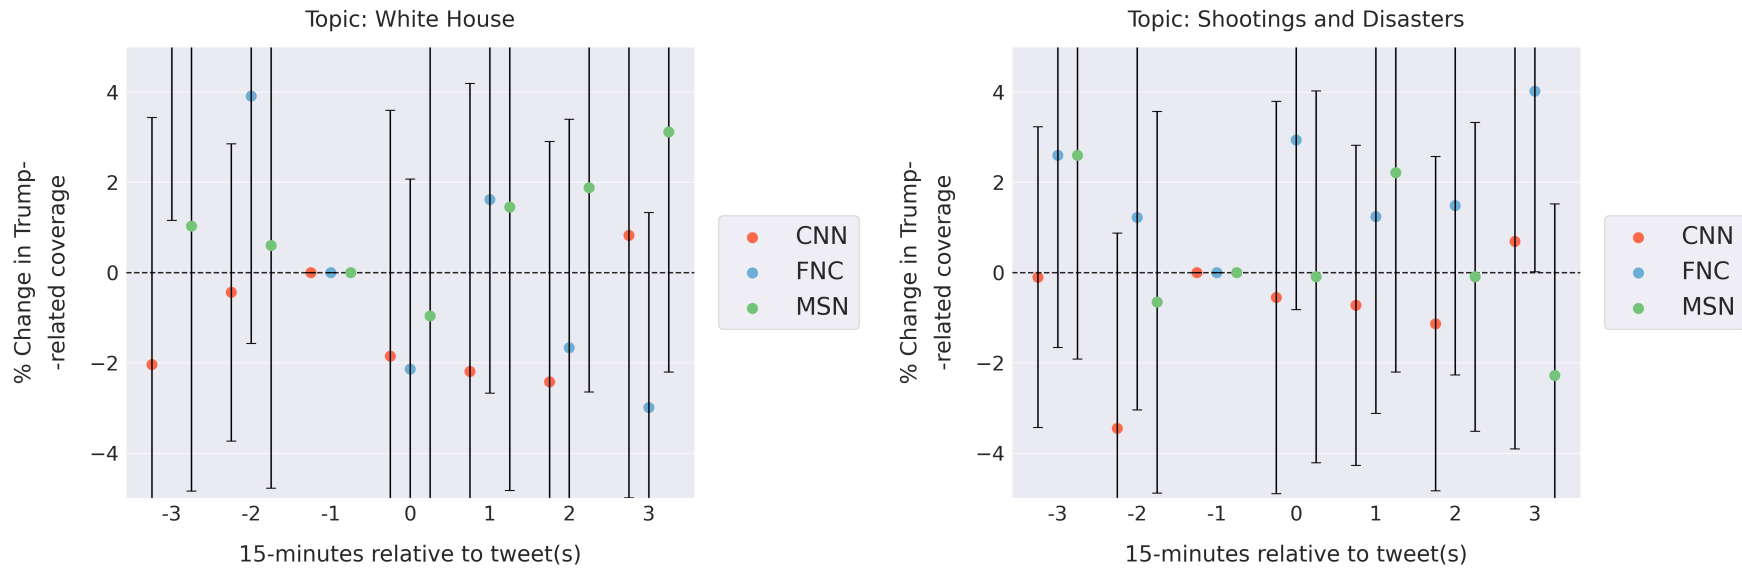 Topic: White House
% Change in Trump-
-related coverage
4
2
0
−2
−4
-3 -2 -1 0 1 2 3
15-minutes relative to tweet(s)
CNN
FNC
MSN
Topic: Shootings and Disasters
% Change in Trump-
-related coverage
4
2
0
−2
−4
-3 -2 -1 0 1 2 3
15-minutes relative to tweet(s)
CNN
FNC
MSN